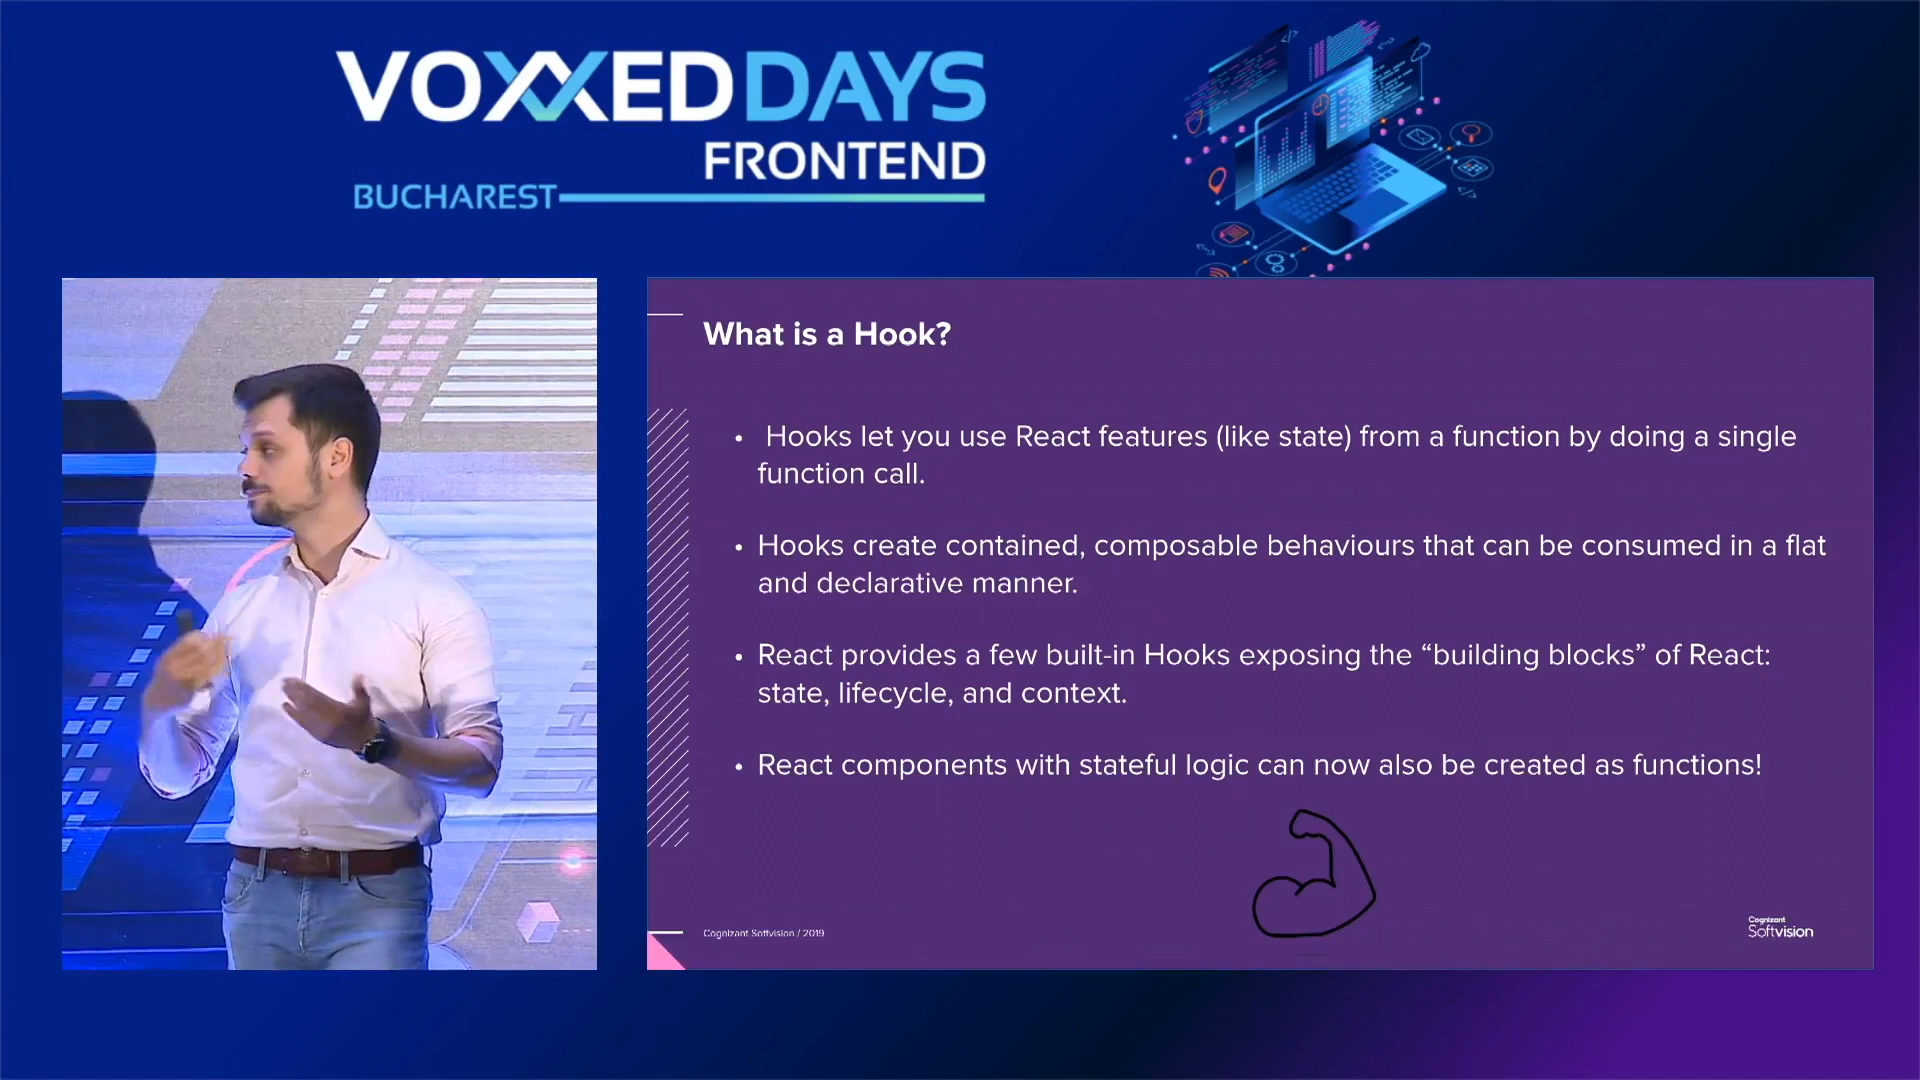 VOXXED DAYS
FRONTEND
BUCHAREST
What is a Hook?
• Hooks let you use React features (like state) from a function by doing a single
function call.
• Hooks create contained, composable behaviours that can be consumed in a flat
and declarative manner.
• React provides a few built-in Hooks exposing the “building blocks” of React:
state, lifecycle, and context.
• React components with stateful logic can now also be created as functions!
Cognizant Softvision / 2019
Cognizant
Softvision